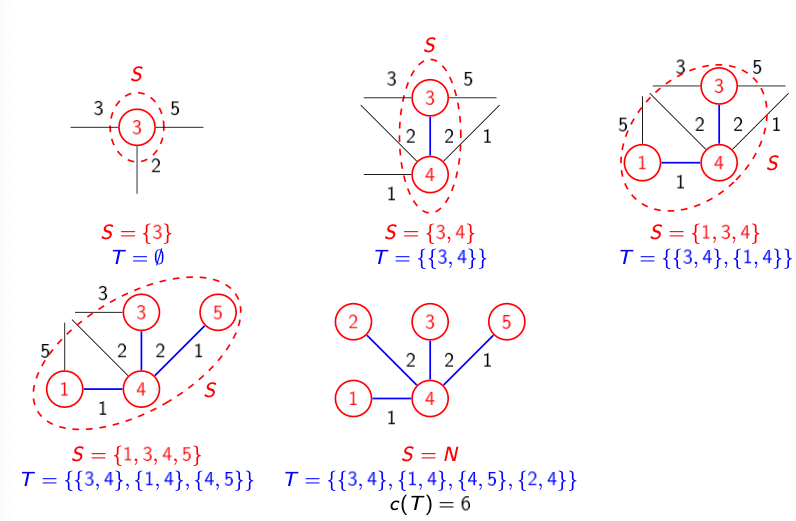 S
3 5
3
2
S = {3}
T = ∅
S
3 5
3
2 2 1
4
1
S = {3, 4}
T = {{3, 4}}
3 5
3
5 2 2 1
1 4 S
1
S = {1, 3, 4}
T = {{3, 4}, {1, 4}}
3
3 5
5 2 2 1
1 4 S
1
S = {1, 3, 4, 5}
T = {{3, 4}, {1, 4}, {4, 5}}
2 3 5
2 2 1
1 4
1
S = N
T = {{3, 4}, {1, 4}, {4, 5}, {2, 4}}
c(T) = 6